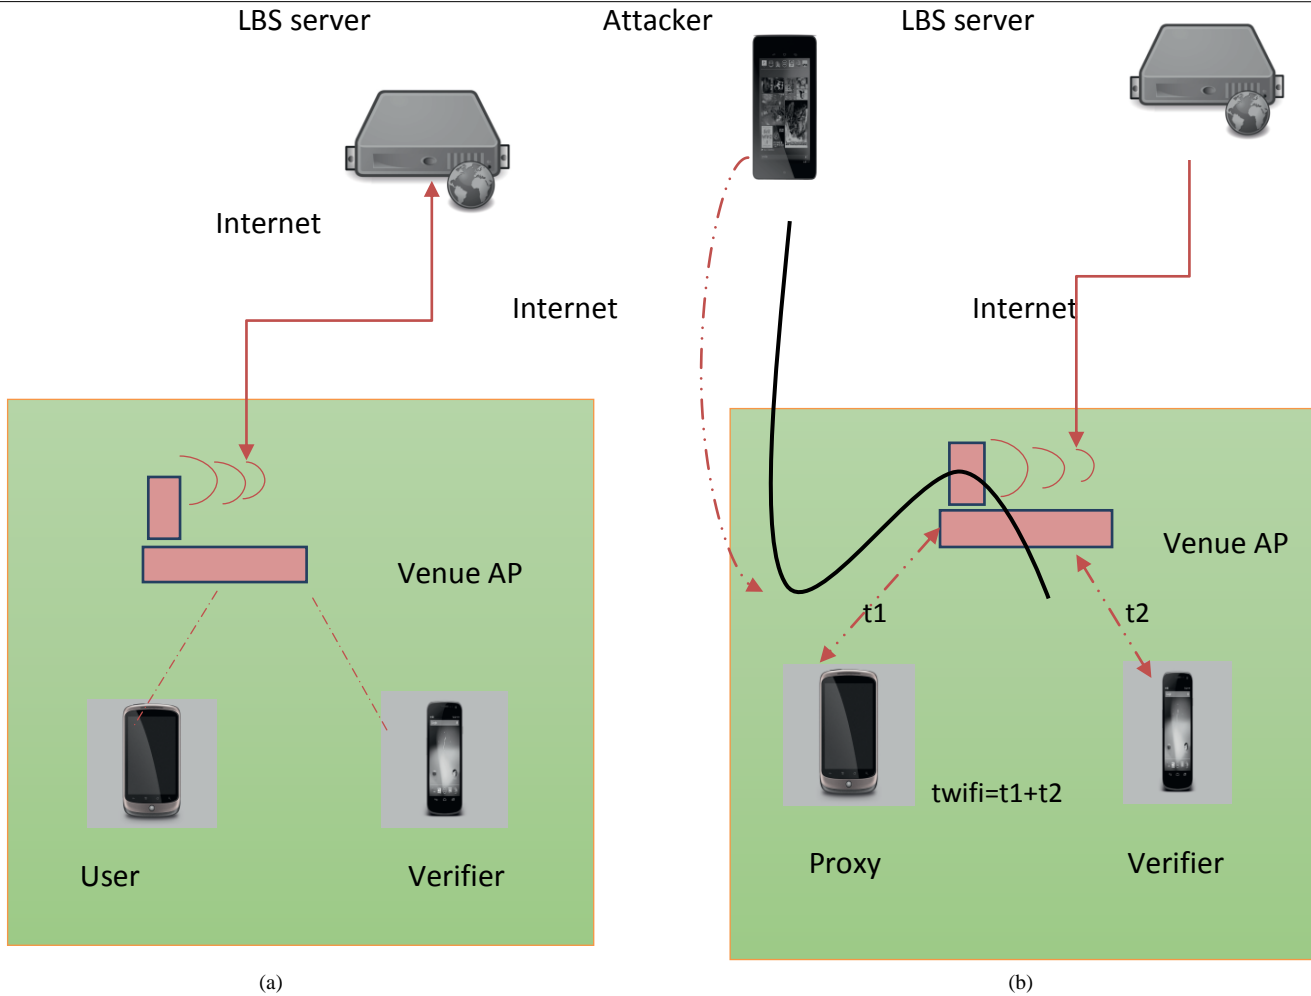 LBS server
Attacker
LBS server
Internet
Internet
Internet
Venue AP
Venue AP
t1
t2
twifi=t1+t2
User
Verifier
Proxy
Verifier
(a)
(b)